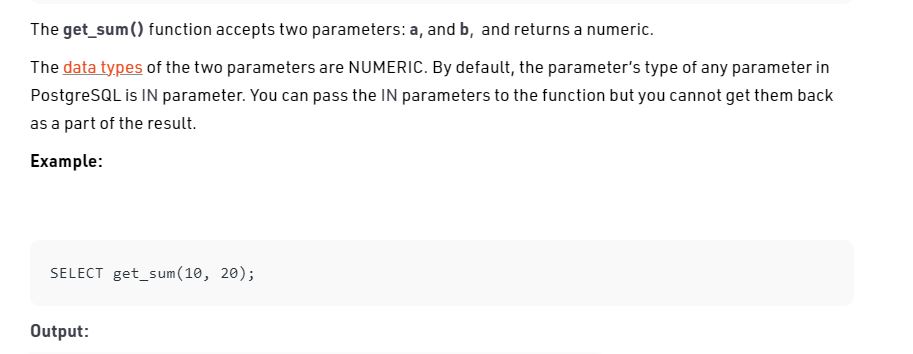 The get_sum() function accepts two parameters: a, and b, and returns a numeric.
The data types of the two parameters are NUMERIC. By default, the parameter's type of any parameter in
PostgreSQL is IN parameter. You can pass the IN parameters to the function but you cannot get them back
as a part of the result.
Example:
SELECT get_sum(10, 20);
Output: